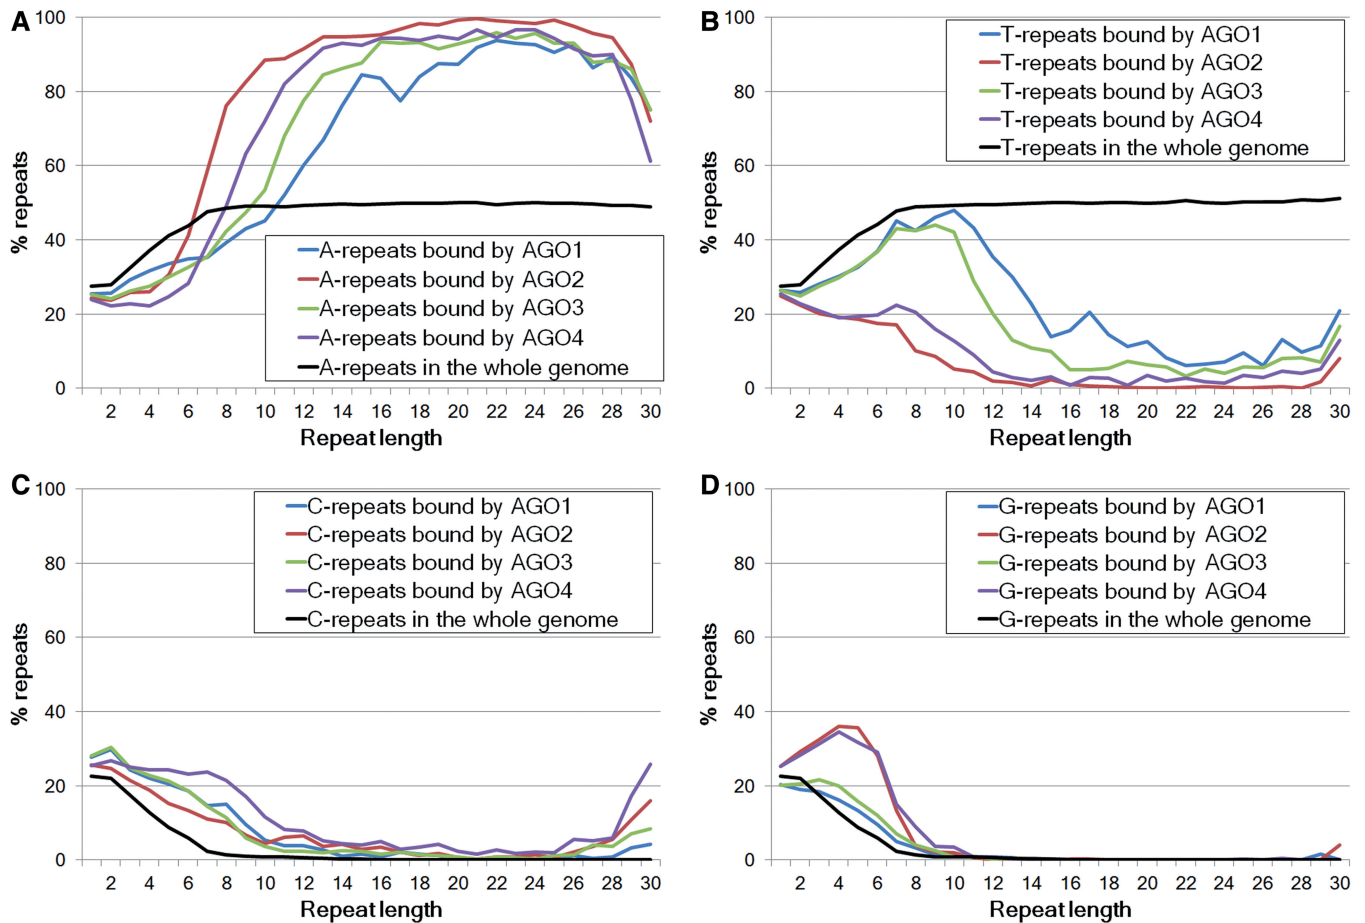 A
100
80
60
40
20
0
% repeats
A-repeats bound by AGO1
A-repeats bound by AGO2
A-repeats bound by AGO3
A-repeats bound by AGO4
A-repeats in the whole genome
2 4 6 8 10 12 14 16 18 20 22 24 26 28 30
Repeat length
B
100
80
60
40
20
0
% repeats
T-repeats bound by AGO1
T-repeats bound by AGO2
T-repeats bound by AGO3
T-repeats bound by AGO4
T-repeats in the whole genome
2 4 6 8 10 12 14 16 18 20 22 24 26 28 30
Repeat length
C
100
80
60
40
20
0
% repeats
C-repeats bound by AGO1
C-repeats bound by AGO2
C-repeats bound by AGO3
C-repeats bound by AGO4
C-repeats in the whole genome
2 4 6 8 10 12 14 16 18 20 22 24 26 28 30
Repeat length
D
100
80
60
40
20
0
% repeats
G-repeats bound by AGO1
G-repeats bound by AGO2
G-repeats bound by AGO3
G-repeats bound by AGO4
G-repeats in the whole genome
2 4 6 8 10 12 14 16 18 20 22 24 26 28 30
Repeat length